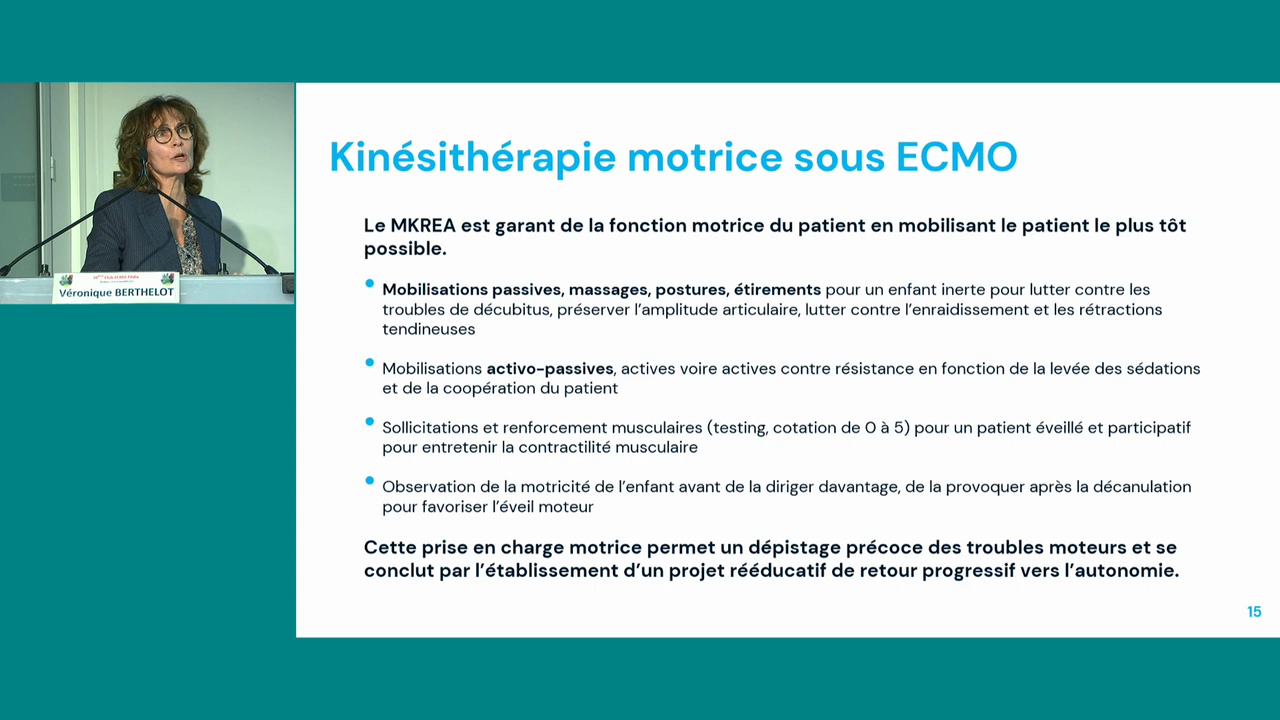 Kinésithérapie motrice sous ECMO
Le MKREA est garant de la fonction motrice du patient en mobilisant le patient le plus tôt
possible.
Mobilisations passives, massages, postures, étirements pour un enfant inerte pour lutter contre les
troubles de décubitus, préserver l'amplitude articulaire, lutter contre l'enraidissement et les rétractions
tendineuses
Mobilisations activo-passives, actives voire actives contre résistance en fonction de la levée des sédations
et de la coopération du patient
Sollicitations et renforcement musculaires (testing, cotation de 0 à 5) pour un patient éveillé et participatif
pour entretenir la contractilité musculaire
Observation de la motricité de l'enfant avant de la diriger davantage, de la provoquer après la décanulation
pour favoriser l'éveil moteur
Cette prise en charge motrice permet un dépistage précoce des troubles moteurs et se
conclut par l'établissement d'un projet rééducatif de retour progressif vers l'autonomie.
15
Véronique BERTHELOT